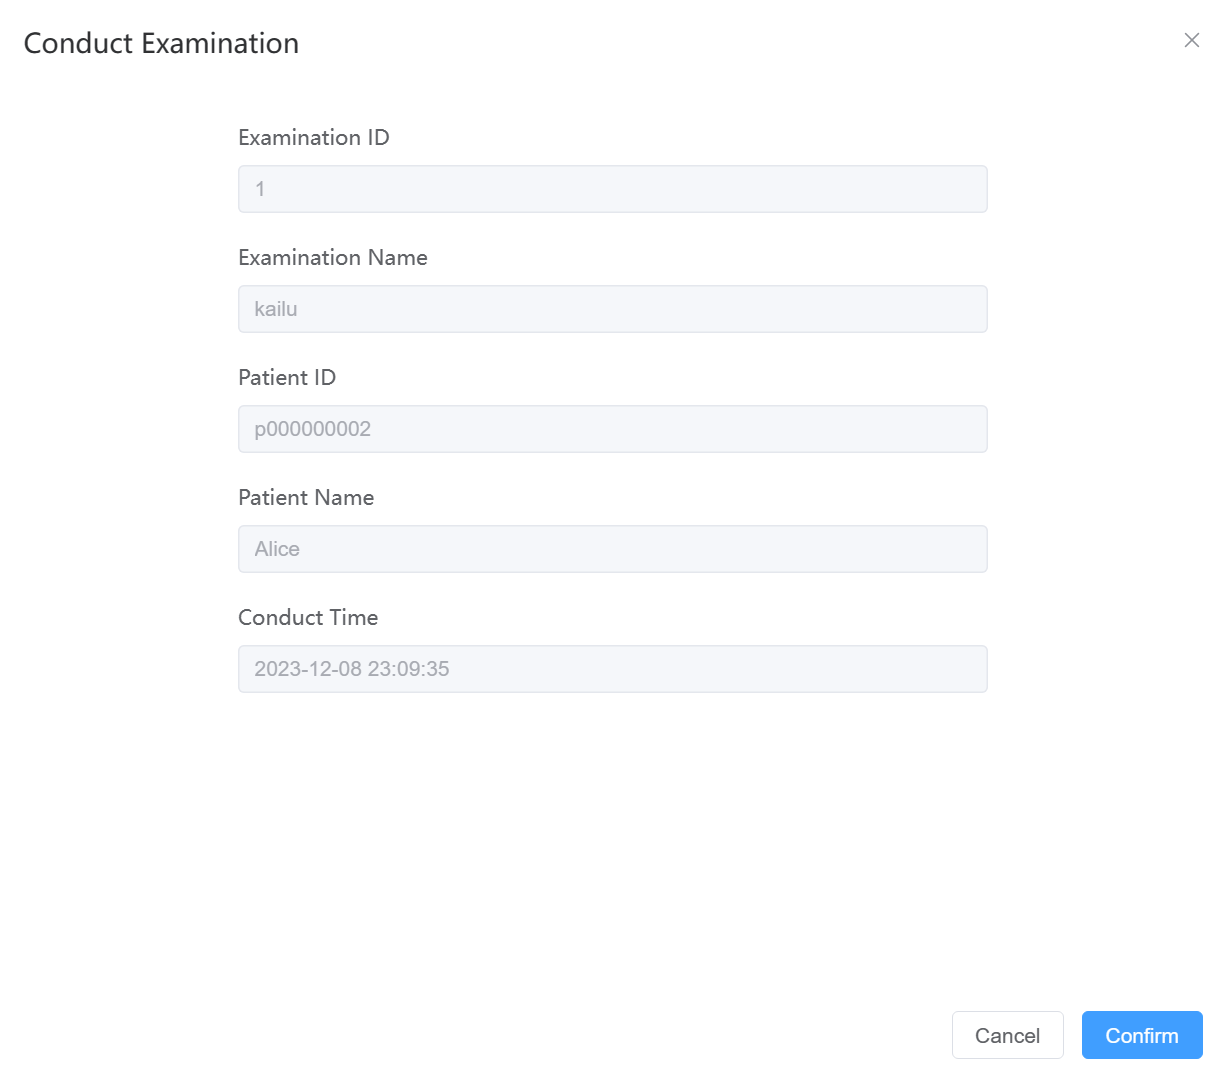 Conduct Examination
Examination ID
1
Examination Name
kailu
Patient ID
p000000002
Patient Name
Alice
Conduct Time
2023-12-08 23:09:35
Cancel
Confirm